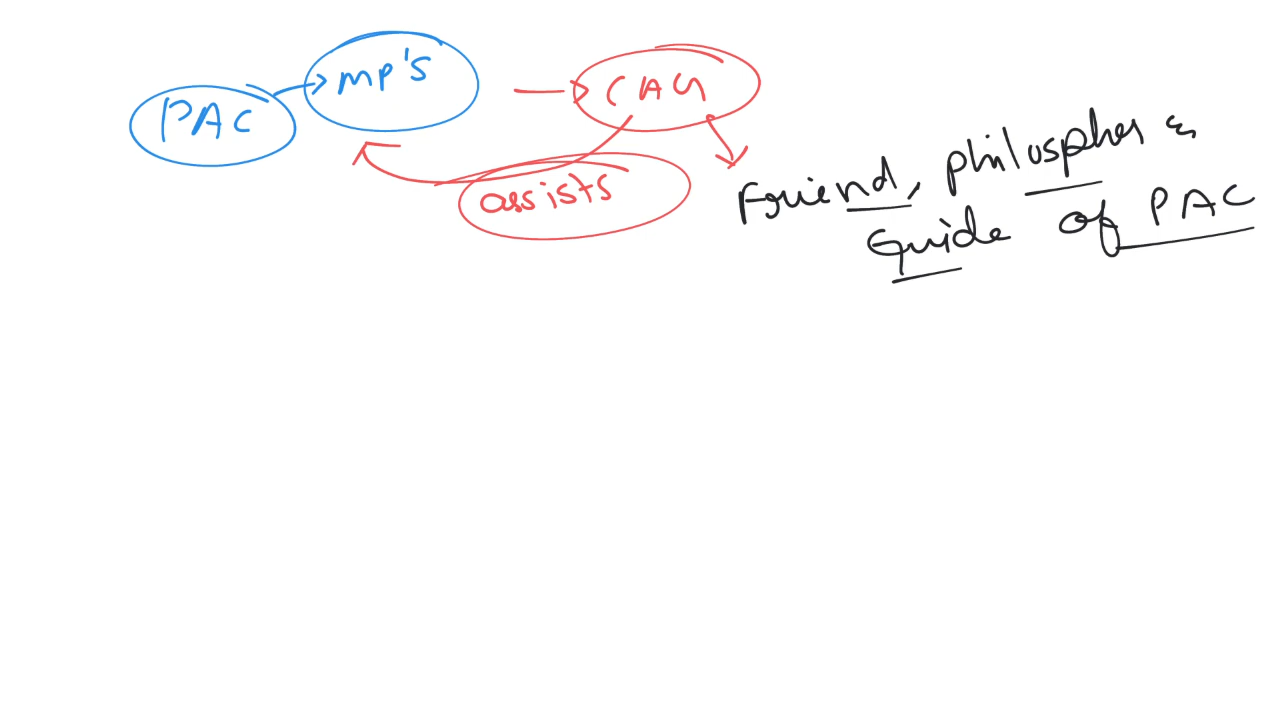 PAC → MP's → CAG
assists
Friend, philospher &
Guide of PAC